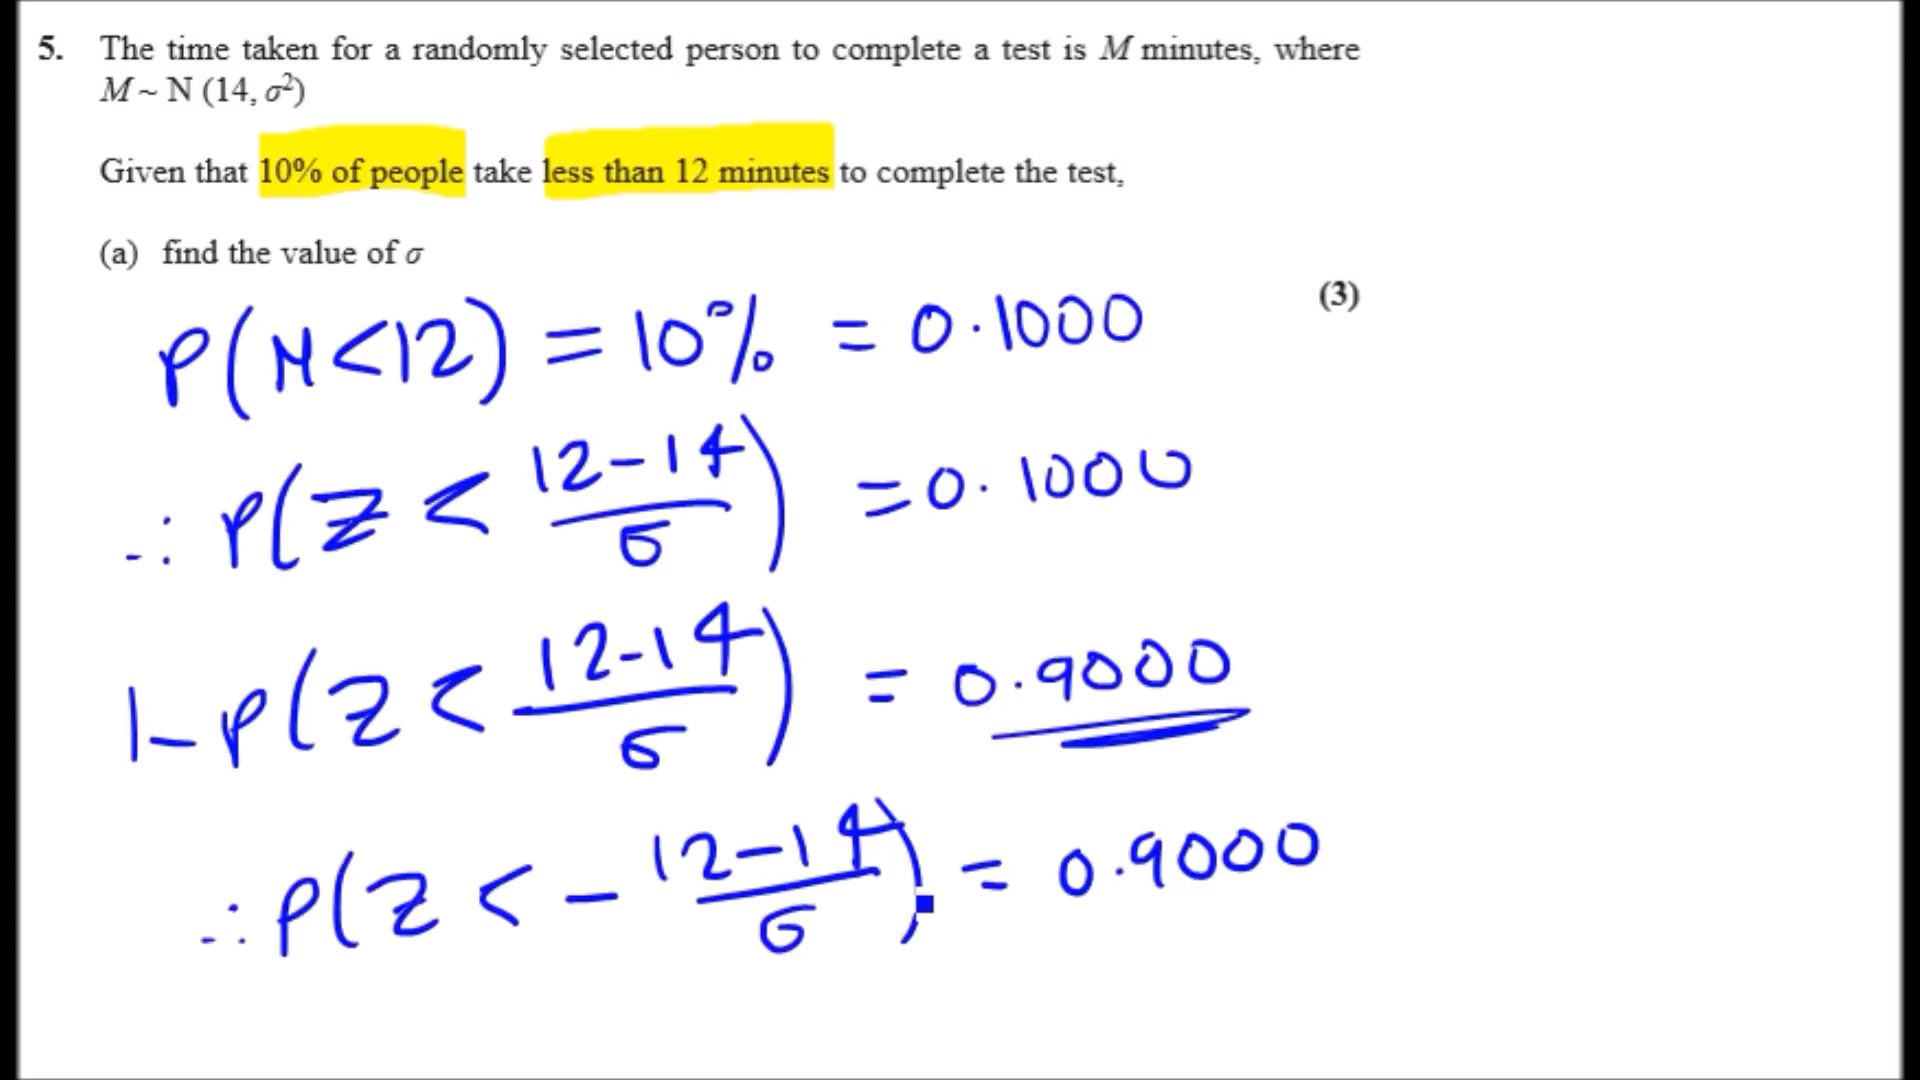 5. The time taken for a randomly selected person to complete a test is M minutes, where
M ~ N (14, σ²)
Given that 10% of people take less than 12 minutes to complete the test,
(a) find the value of σ
(3)
P(M<12) = 10% = 0.1000
∴ P(Z < (12-14)/σ) = 0.1000
1-P(Z < (12-14)/σ) = 0.9000
∴ P(Z < -(12-14)/σ) = 0.9000